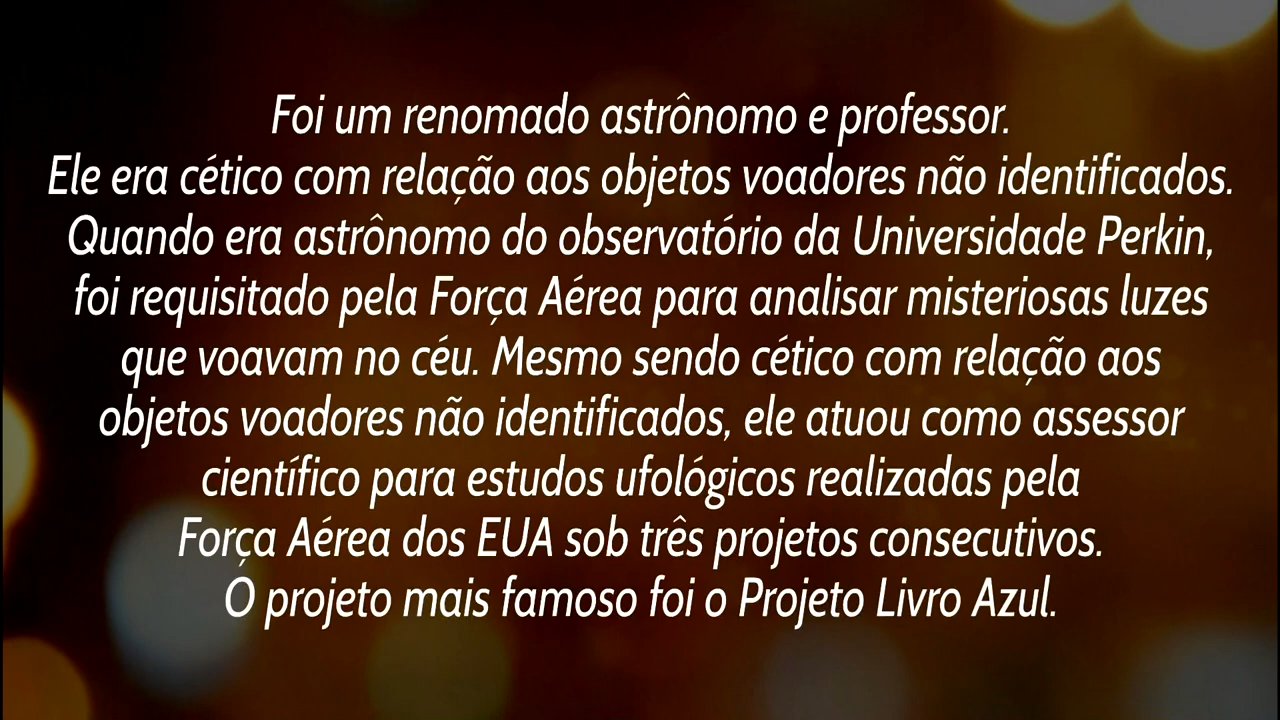 Foi um renomado astrônomo e professor.
Ele era cético com relação aos objetos voadores não identificados.
Quando era astrônomo do observatório da Universidade Perkin,
foi requisitado pela Força Aérea para analisar misteriosas luzes
que voavam no céu. Mesmo sendo cético com relação aos
objetos voadores não identificados, ele atuou como assessor
científico para estudos ufológicos realizadas pela
Força Aérea dos EUA sob três projetos consecutivos.
O projeto mais famoso foi o Projeto Livro Azul.